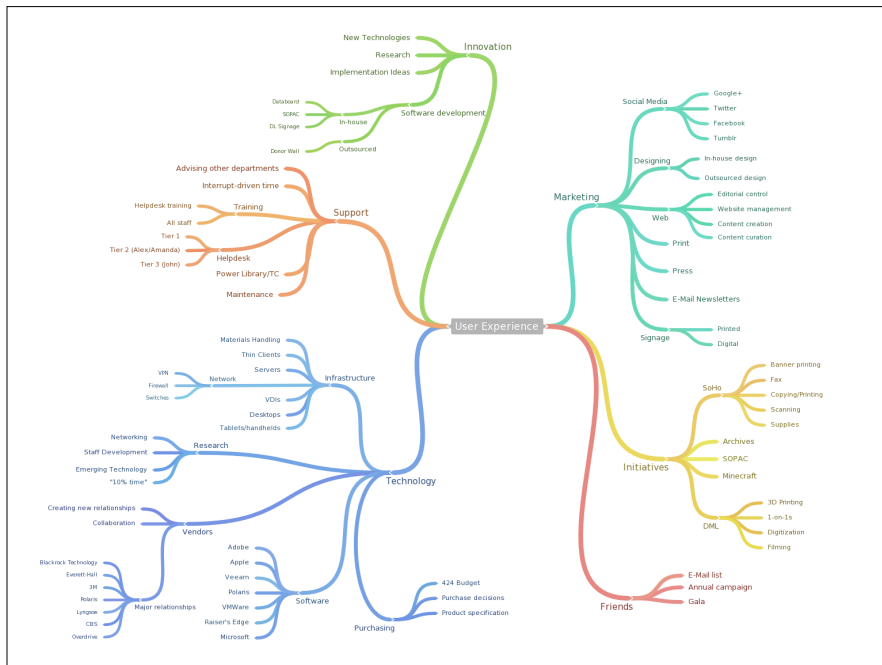 User Experience
Innovation
New Technologies
Research
Implementation Ideas
Software development
In-house
Databoard
SOPAC
DL Signage
Outsourced
Donor Wall
Support
Advising other departments
Interrupt-driven time
Training
Helpdesk training
All staff
Helpdesk
Tier 1
Tier 2 (Alex/Amanda)
Tier 3 (John)
Power Library/TC
Maintenance
Technology
Infrastructure
Materials Handling
Thin Clients
Servers
Network
VPN
Firewall
Switches
VDIs
Desktops
Tablets/handhelds
Research
Networking
Staff Development
Emerging Technology
"10% time"
Vendors
Creating new relationships
Collaboration
Major relationships
Blackrock Technology
Everett-Hall
3M
Polaris
Lyngsoe
CBS
Overdrive
Software
Adobe
Apple
Veeam
Polaris
VMWare
Raiser's Edge
Microsoft
Purchasing
424 Budget
Purchase decisions
Product specification
Marketing
Social Media
Google+
Twitter
Facebook
Tumblr
Designing
In-house design
Outsourced design
Web
Editorial control
Website management
Content creation
Content curation
Print
Press
E-Mail Newsletters
Signage
Printed
Digital
Initiatives
SoHo
Banner printing
Fax
Copying/Printing
Scanning
Supplies
Archives
SOPAC
Minecraft
DML
3D Printing
1-on-1s
Digitization
Filming
Friends
E-Mail list
Annual campaign
Gala